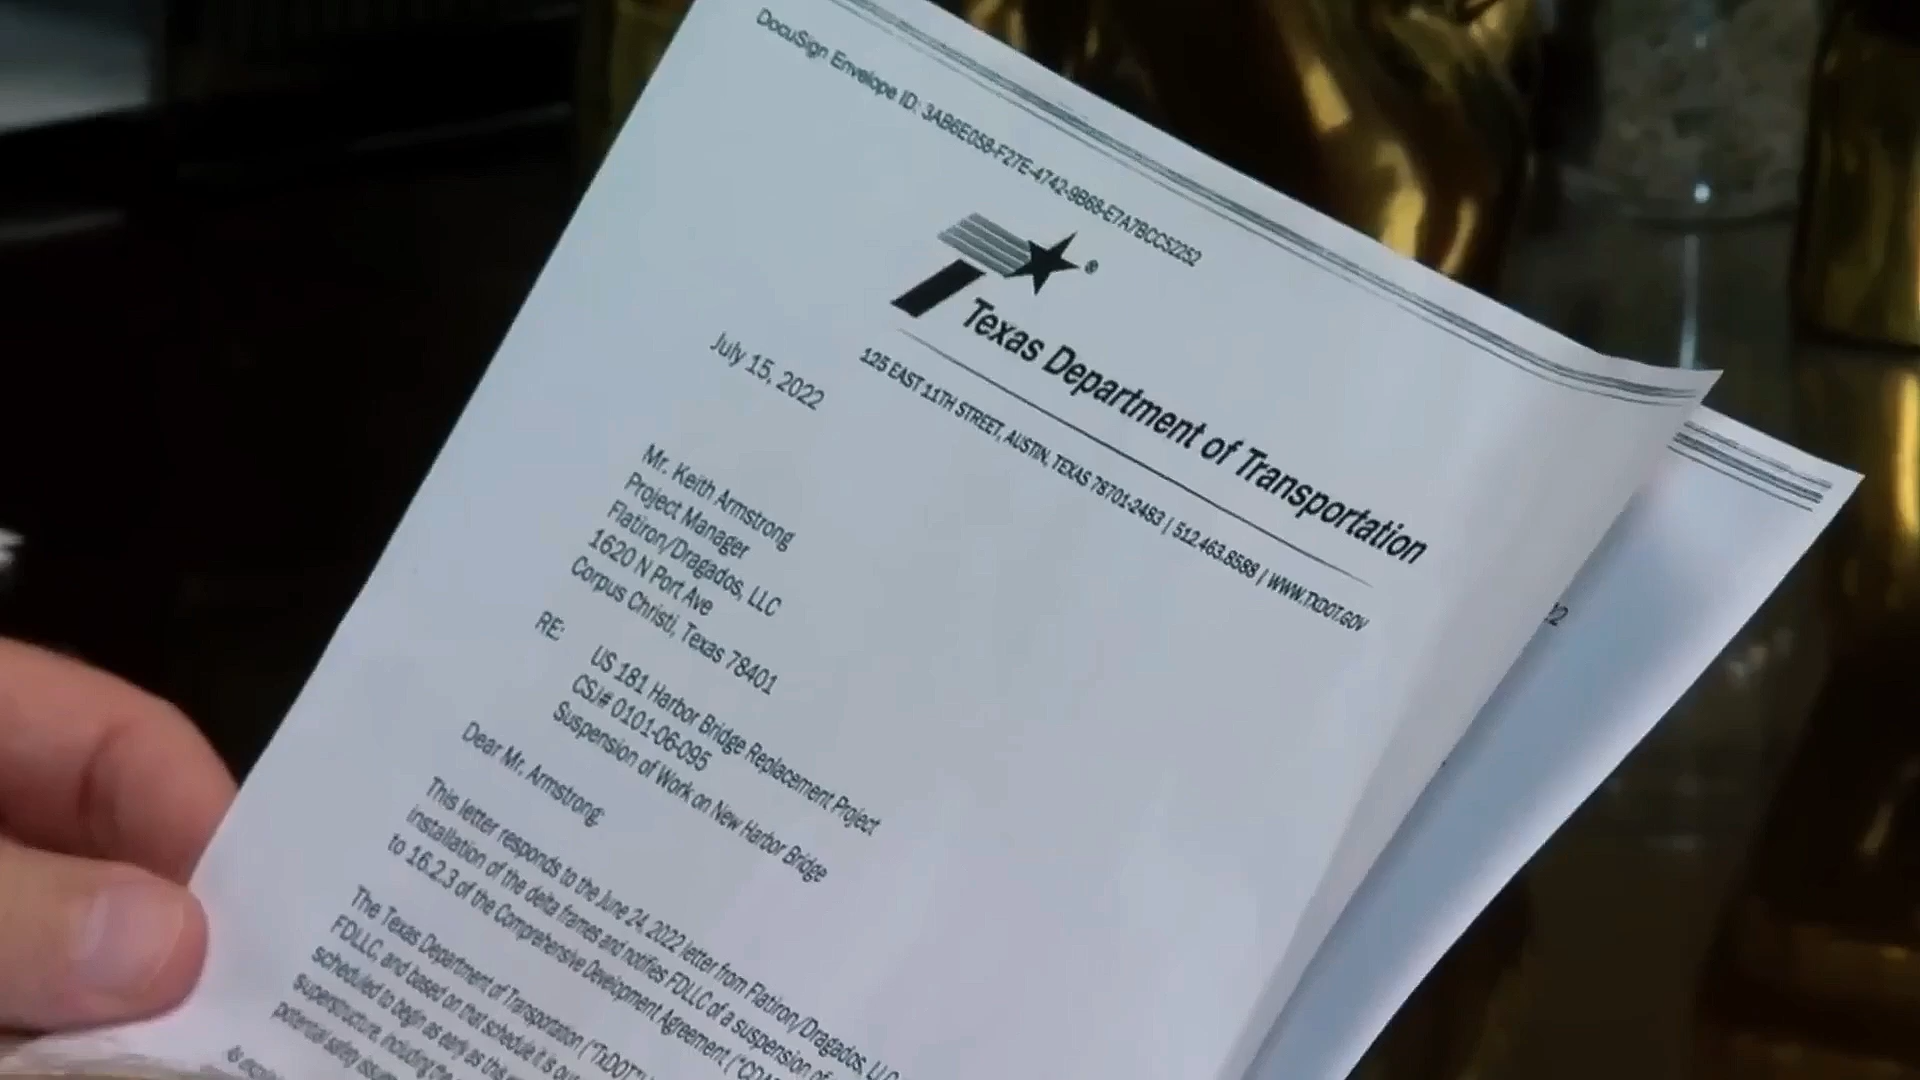 DocuSign Envelope ID: 3AB6E058-F27E-4742-9B68-E7A7BCC52252
Texas Department of Transportation
125 EAST 11TH STREET, AUSTIN, TEXAS 78701-2483 | 512.463.8588 | WWW.TXDOT.GOV
July 15, 2022
Mr. Keith Armstrong
Project Manager
Flatiron/Dragados, LLC
1620 N Port Ave
Corpus Christi, Texas 78401
RE:
US 181 Harbor Bridge Replacement Project
CSJ# 0101-06-095
Suspension of Work on New Harbor Bridge
Dear Mr. Armstrong:
This letter responds to the June 24, 2022 letter from Flatiron/Dragados, LLC
installation of the delta frames and notifies FDLLC of a suspension of
to 16.2.3 of the Comprehensive Development Agreement ("CDA
The Texas Department of Transportation ("TxDOT")
FDLLC, and based on that schedule it is our
scheduled to begin as early as this
superstructure, including the
potential safety issues